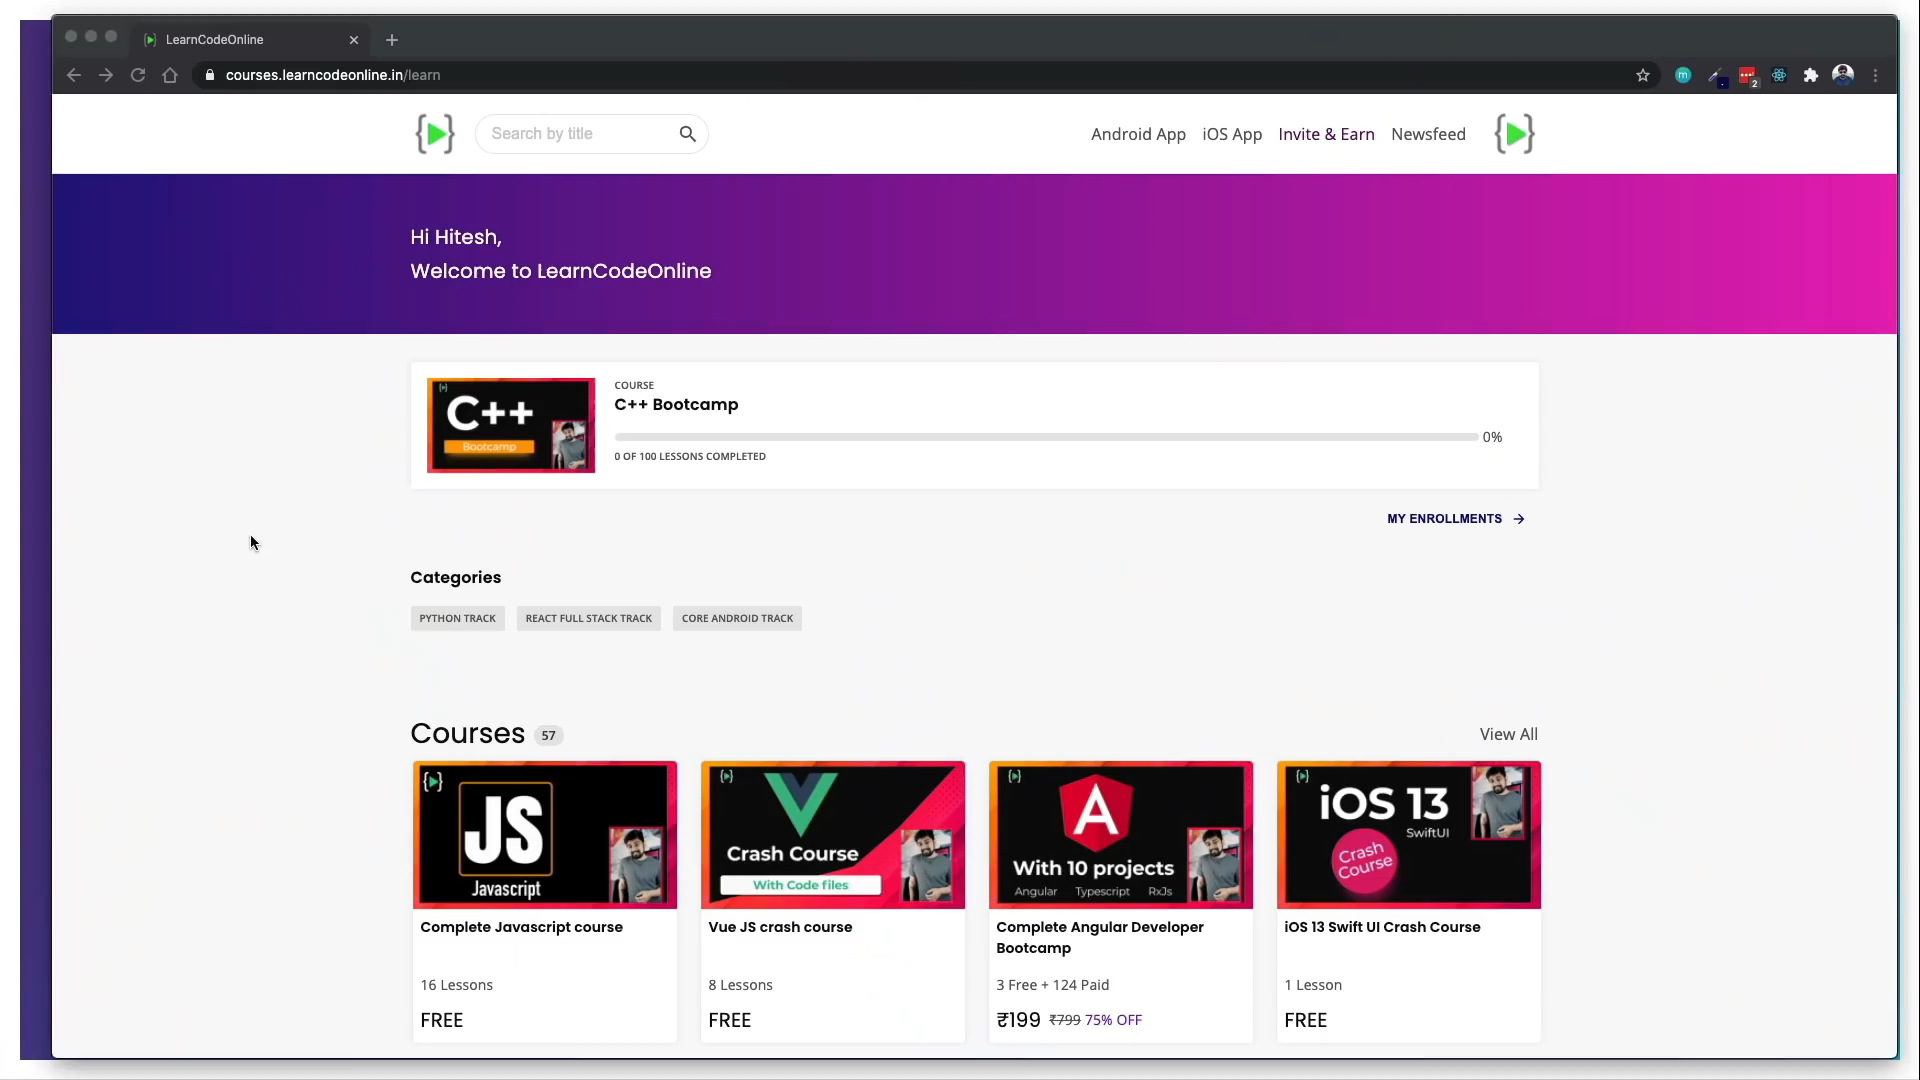 LearnCodeOnline
courses.learncodeonline.in/learn
m
2
Search by title
Android App
iOS App
Invite & Earn
Newsfeed
Hi Hitesh,
Welcome to LearnCodeOnline
C++
Bootcamp
COURSE
C++ Bootcamp
0%
0 OF 100 LESSONS COMPLETED
MY ENROLLMENTS
Categories
PYTHON TRACK
REACT FULL STACK TRACK
CORE ANDROID TRACK
Courses 57
View All
JS
Javascript
Complete Javascript course
16 Lessons
FREE
Crash Course
With Code files
Vue JS crash course
8 Lessons
FREE
A
With 10 projects
Angular Typescript RxJs
Complete Angular Developer
Bootcamp
3 Free + 124 Paid
₹199 ₹799 75% OFF
iOS 13
SwiftUI
Crash
Course
iOS 13 Swift UI Crash Course
1 Lesson
FREE